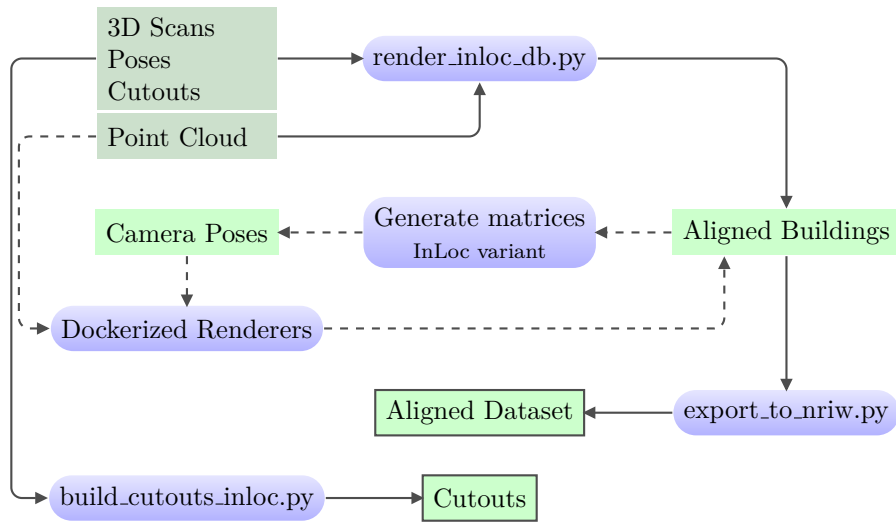 3D Scans
Poses
Cutouts
render_inloc_db.py
Point Cloud
Camera Poses
Generate matrices
InLoc variant
Aligned Buildings
Dockerized Renderers
Aligned Dataset
export_to_nriw.py
build_cutouts_inloc.py
Cutouts